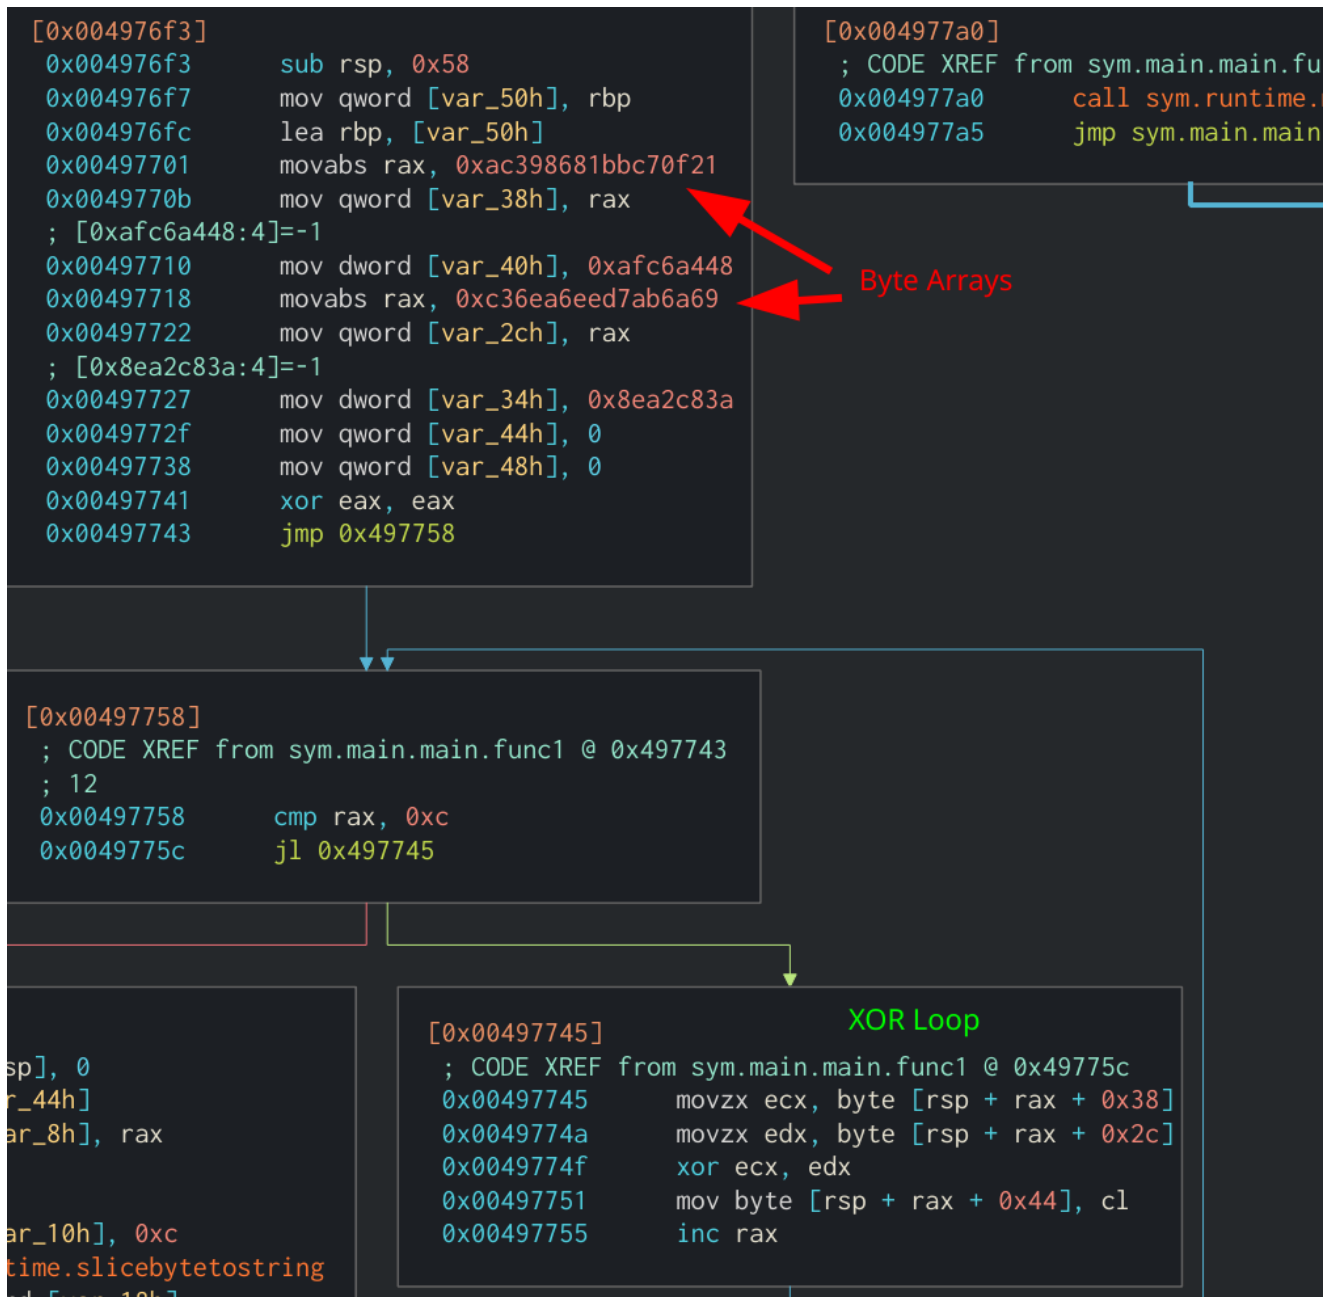 [0x004976f3]
0x004976f3 sub rsp, 0x58
0x004976f7 mov qword [var_50h], rbp
0x004976fc lea rbp, [var_50h]
0x00497701 movabs rax, 0xac398681bbc70f21
0x0049770b mov qword [var_38h], rax
; [0xafc6a448:4]=-1
0x00497710 mov dword [var_40h], 0xafc6a448
0x00497718 movabs rax, 0xc36ea6eed7ab6a69
0x00497722 mov qword [var_2ch], rax
; [0x8ea2c83a:4]=-1
0x00497727 mov dword [var_34h], 0x8ea2c83a
0x0049772f mov qword [var_44h], 0
0x00497738 mov qword [var_48h], 0
0x00497741 xor eax, eax
0x00497743 jmp 0x497758
[0x004977a0]
; CODE XREF from sym.main.main.fu
0x004977a0 call sym.runtime.
0x004977a5 jmp sym.main.main
Byte Arrays
[0x00497758]
; CODE XREF from sym.main.main.func1 @ 0x497743
; 12
0x00497758 cmp rax, 0xc
0x0049775c jl 0x497745
sp], 0
r_44h]
ar_8h], rax
ar_10h], 0xc
time.slicebytetostring
XOR Loop
[0x00497745]
; CODE XREF from sym.main.main.func1 @ 0x49775c
0x00497745 movzx ecx, byte [rsp + rax + 0x38]
0x0049774a movzx edx, byte [rsp + rax + 0x2c]
0x0049774f xor ecx, edx
0x00497751 mov byte [rsp + rax + 0x44], cl
0x00497755 inc rax